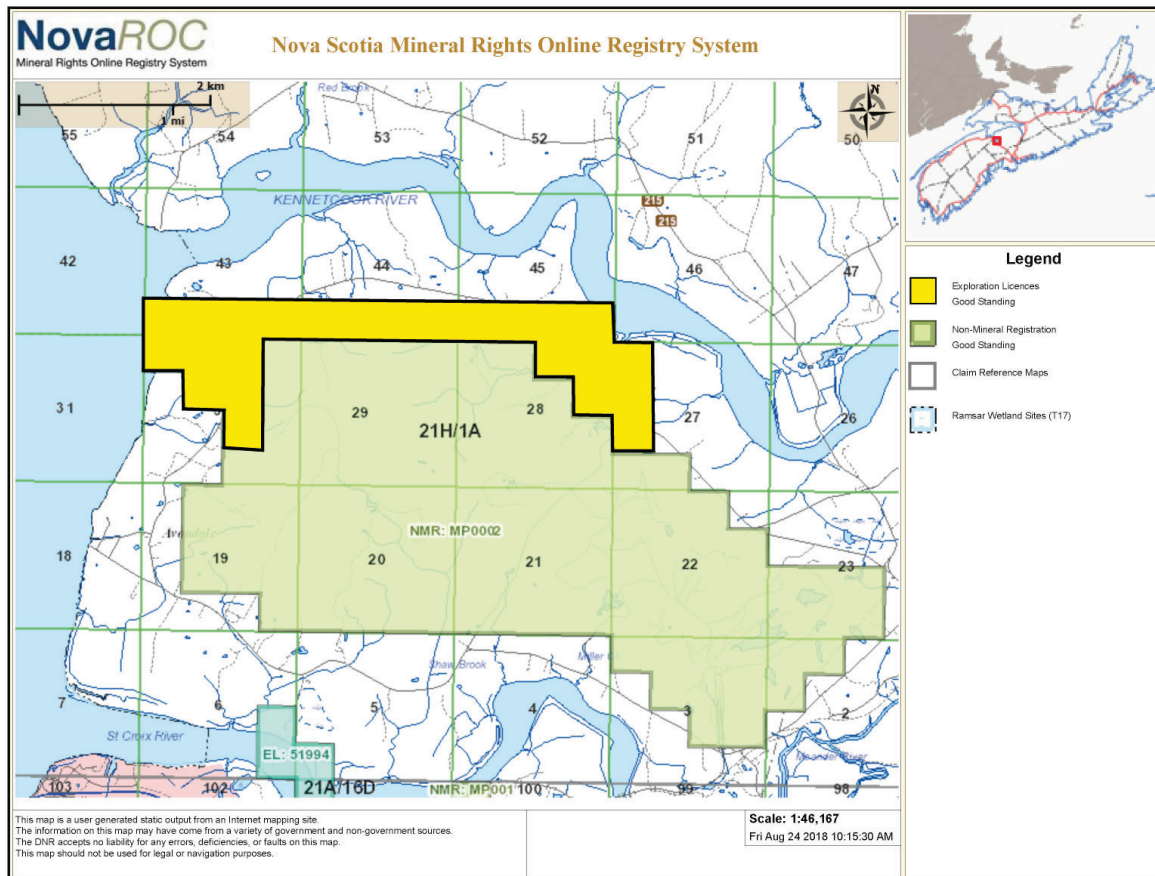 NovaROC
Mineral Rights Online Registry System
Nova Scotia Mineral Rights Online Registry System
2 km
1 mi
N
Red Brook
55
54
53
52
51
50
KENNETCOOK RIVER
215
215
42
43
44
45
46
47
31
29
28
27
26
21H/1A
NMR: MP0002
Avondale
18
19
20
21
22
23
Shaw Brook
Miller
7
6
5
4
3
2
St Croix River
EL: 51994
Meander River
103
102
21A/16D
NMR: MP001
100
99
98
Legend
Exploration Licences
Good Standing
Non-Mineral Registration
Good Standing
Claim Reference Maps
Ramsar Wetland Sites (T17)
This map is a user generated static output from an Internet mapping site.
The information on this map may have come from a variety of government and non-government sources.
The DNR accepts no liability for any errors, deficiencies, or faults on this map.
This map should not be used for legal or navigation purposes.
Scale: 1:46,167
Fri Aug 24 2018 10:15:30 AM